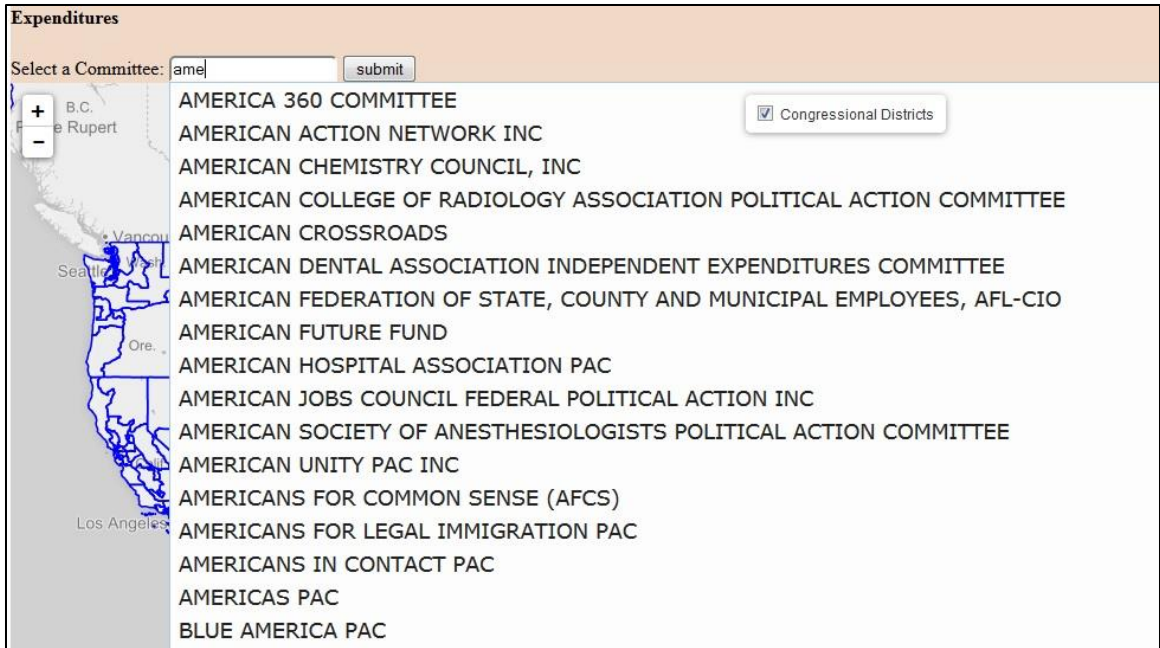 Expenditures
Select a Committee: ame submit
+
−
B.C.
Rupert
AMERICA 360 COMMITTEE
Congressional Districts
AMERICAN ACTION NETWORK INC
AMERICAN CHEMISTRY COUNCIL, INC
AMERICAN COLLEGE OF RADIOLOGY ASSOCIATION POLITICAL ACTION COMMITTEE
Vancou
AMERICAN CROSSROADS
Seattle
Wash
AMERICAN DENTAL ASSOCIATION INDEPENDENT EXPENDITURES COMMITTEE
AMERICAN FEDERATION OF STATE, COUNTY AND MUNICIPAL EMPLOYEES, AFL-CIO
AMERICAN FUTURE FUND
Ore.
AMERICAN HOSPITAL ASSOCIATION PAC
AMERICAN JOBS COUNCIL FEDERAL POLITICAL ACTION INC
AMERICAN SOCIETY OF ANESTHESIOLOGISTS POLITICAL ACTION COMMITTEE
Calif
AMERICAN UNITY PAC INC
AMERICANS FOR COMMON SENSE (AFCS)
Los Angeles
AMERICANS FOR LEGAL IMMIGRATION PAC
AMERICANS IN CONTACT PAC
AMERICAS PAC
BLUE AMERICA PAC